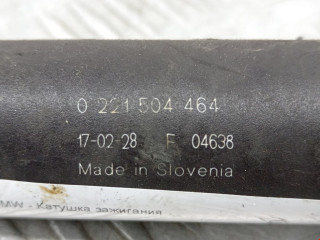 0 221 504 464
17-02-28 F 04638
Made in Slovenia
BMW - Катушка зажигания